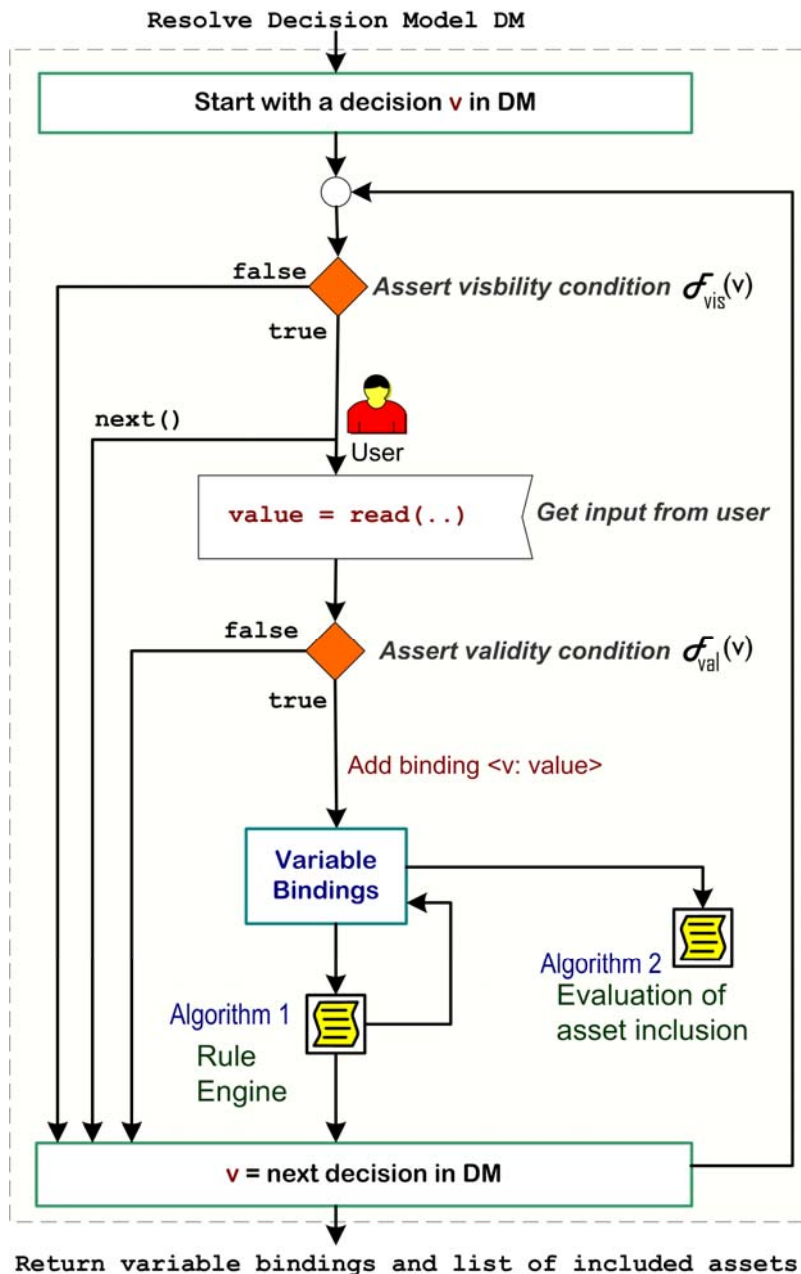 Resolve Decision Model DM
Start with a decision v in DM
false
Assert visbility condition ℱvis(v)
true
next()
User
value = read(..)
Get input from user
false
Assert validity condition ℱval(v)
true
Add binding <v: value>
Variable
Bindings
Algorithm 2
Evaluation of
asset inclusion
Algorithm 1
Rule
Engine
v = next decision in DM
Return variable bindings and list of included assets